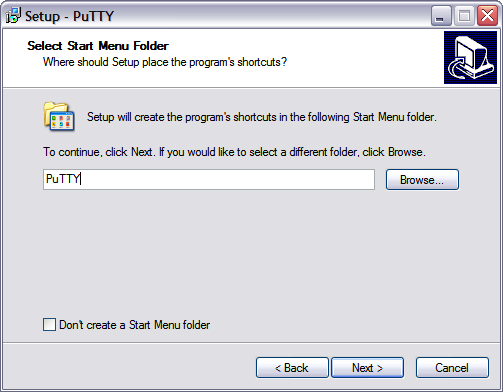 Setup - PuTTY
Select Start Menu Folder
Where should Setup place the program's shortcuts?
Setup will create the program's shortcuts in the following Start Menu folder.
To continue, click Next. If you would like to select a different folder, click Browse.
PuTTY
Browse...
Don't create a Start Menu folder
< Back
Next >
Cancel